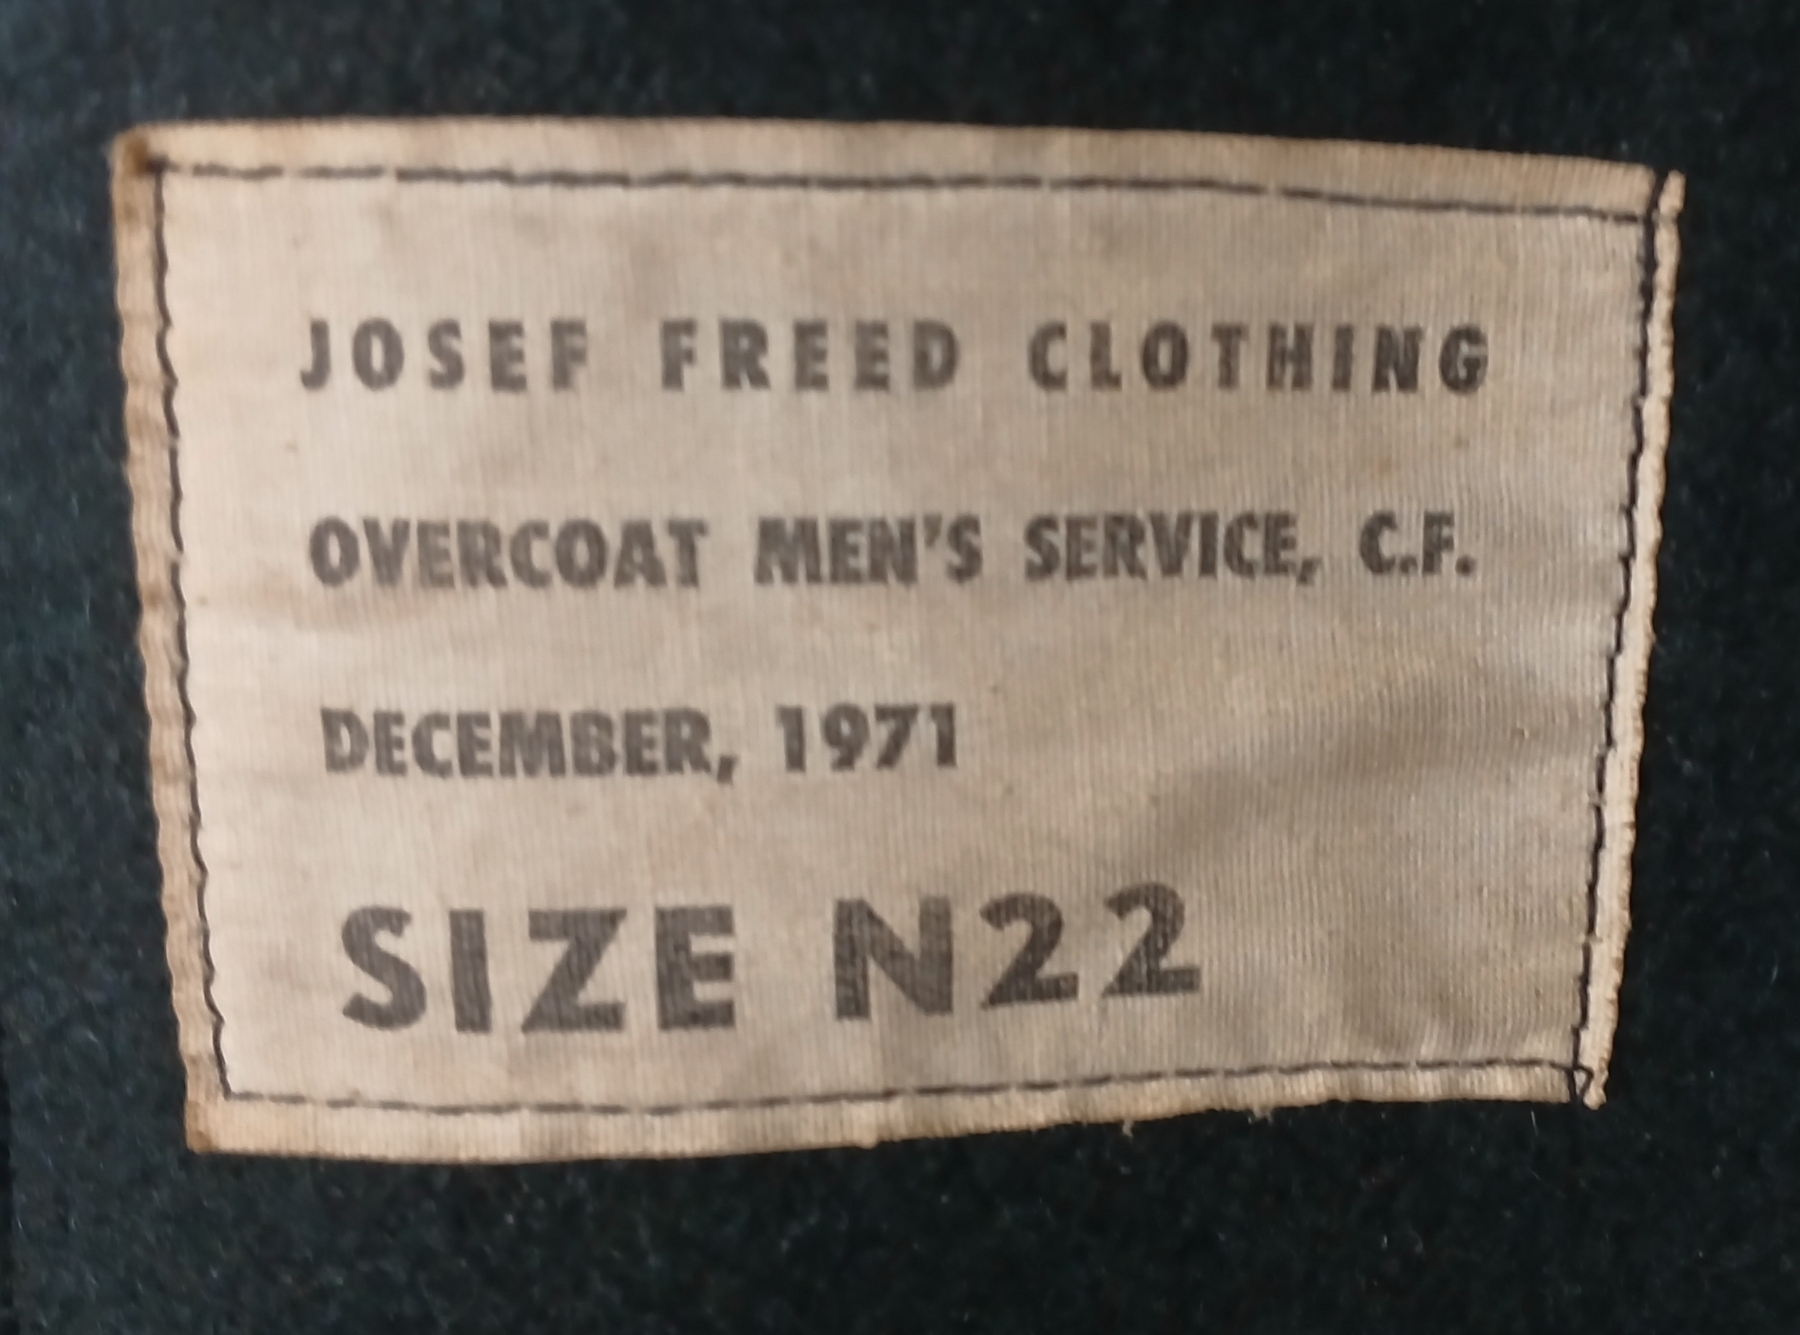 JOSEF FREED CLOTHING
OVERCOAT MEN'S SERVICE, C.F.
DECEMBER, 1971
SIZE N22